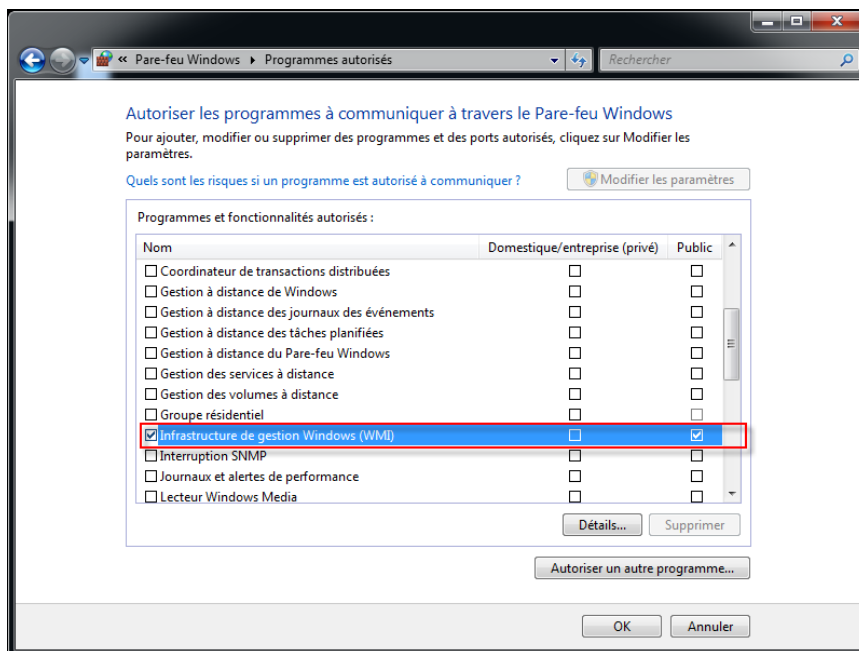 « Pare-feu Windows Programmes autorisés Rechercher
Autoriser les programmes à communiquer à travers le Pare-feu Windows
Pour ajouter, modifier ou supprimer des programmes et des ports autorisés, cliquez sur Modifier les
paramètres.
Quels sont les risques si un programme est autorisé à communiquer ? Modifier les paramètres
Programmes et fonctionnalités autorisés :
Nom Domestique/entreprise (privé) Public
Coordinateur de transactions distribuées
Gestion à distance de Windows
Gestion à distance des journaux des événements
Gestion à distance des tâches planifiées
Gestion à distance du Pare-feu Windows
Gestion des services à distance
Gestion des volumes à distance
Groupe résidentiel
Infrastructure de gestion Windows (WMI)
Interruption SNMP
Journaux et alertes de performance
Lecteur Windows Media
Détails... Supprimer
Autoriser un autre programme...
OK Annuler